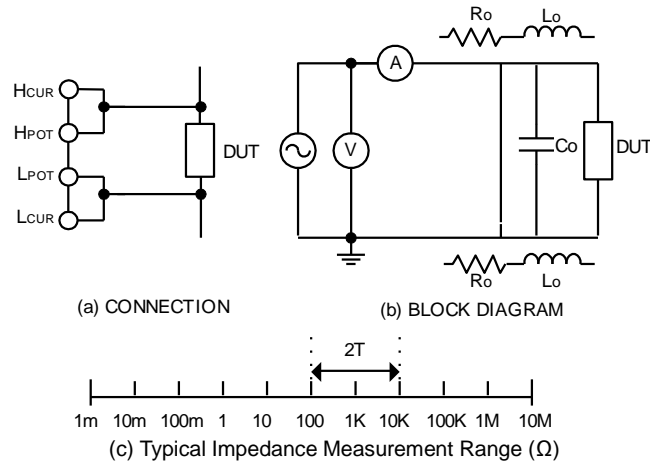 HCUR
HPOT
LPOT
LCUR
DUT
(a) CONNECTION
Ro Lo
A
V
Co
DUT
Ro Lo
(b) BLOCK DIAGRAM
2T
1m 10m 100m 1 10 100 1K 10K 100K 1M 10M
(c) Typical Impedance Measurement Range (Ω)